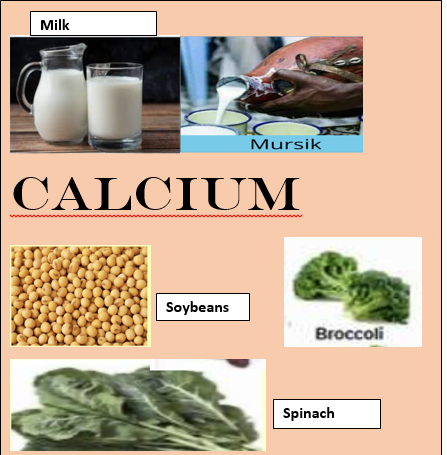 Milk
Mursik
CALCIUM
Soybeans
Broccoli
Spinach